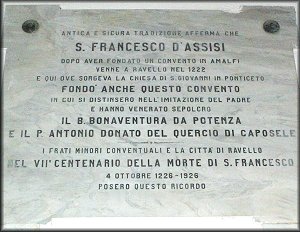 ANTICA E SICURA TRADIZIONE AFFERMA CHE
S. FRANCESCO D'ASSISI
DOPO AVER FONDATO UN CONVENTO IN AMALFI
VENNE A RAVELLO NEL 1222
E QUI OVE SORGEVA LA CHIESA DI S. GIOVANNI IN PONTICETO
FONDO' ANCHE QUESTO CONVENTO
IN CUI SI DISTINSERO NELL'IMITAZIONE DEL PADRE
E HANNO VENERATO SEPOLCRO
IL B. BONAVENTURA DA POTENZA
E IL P. ANTONIO DONATO DEL QUERCIO DI CAPOSELE
I FRATI MINORI CONVENTUALI E LA CITTÀ DI RAVELLO
NEL VII° CENTENARIO DELLA MORTE DI S. FRANCESCO
4 OTTOBRE 1226-1926
POSERO QUESTO RICORDO